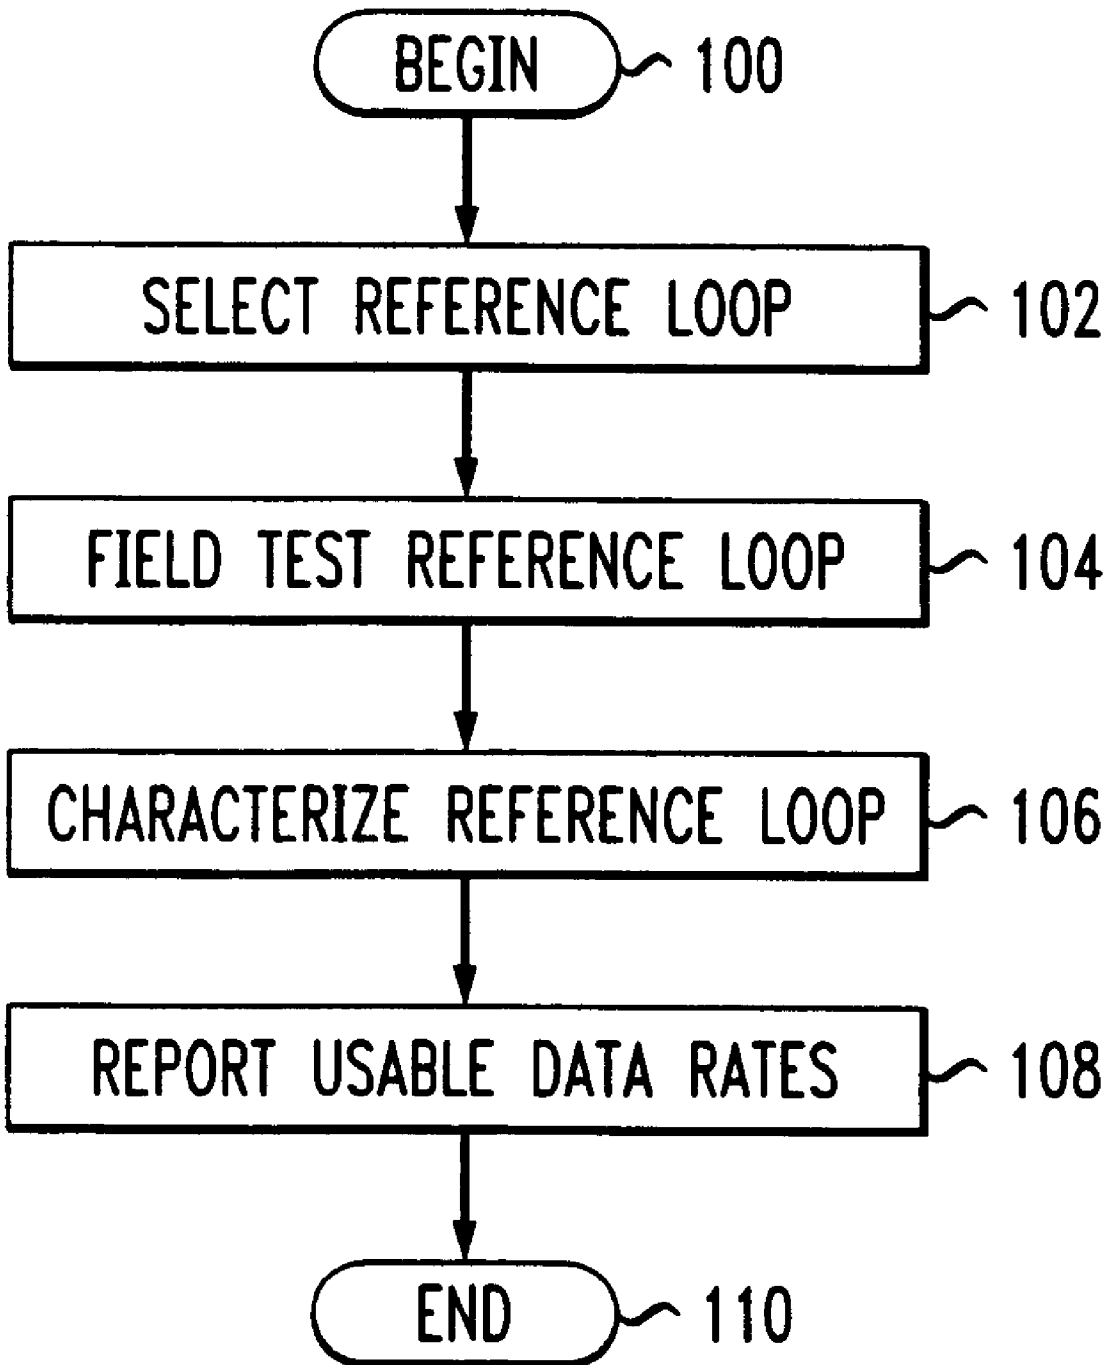 BEGIN 100
SELECT REFERENCE LOOP 102
FIELD TEST REFERENCE LOOP 104
CHARACTERIZE REFERENCE LOOP 106
REPORT USABLE DATA RATES 108
END 110